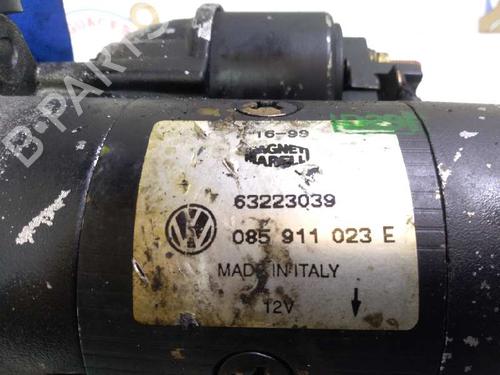 B-PARTS
16-99
MAGNETI
MARELLI
63223039
085 911 023 E
MADE IN ITALY
12V